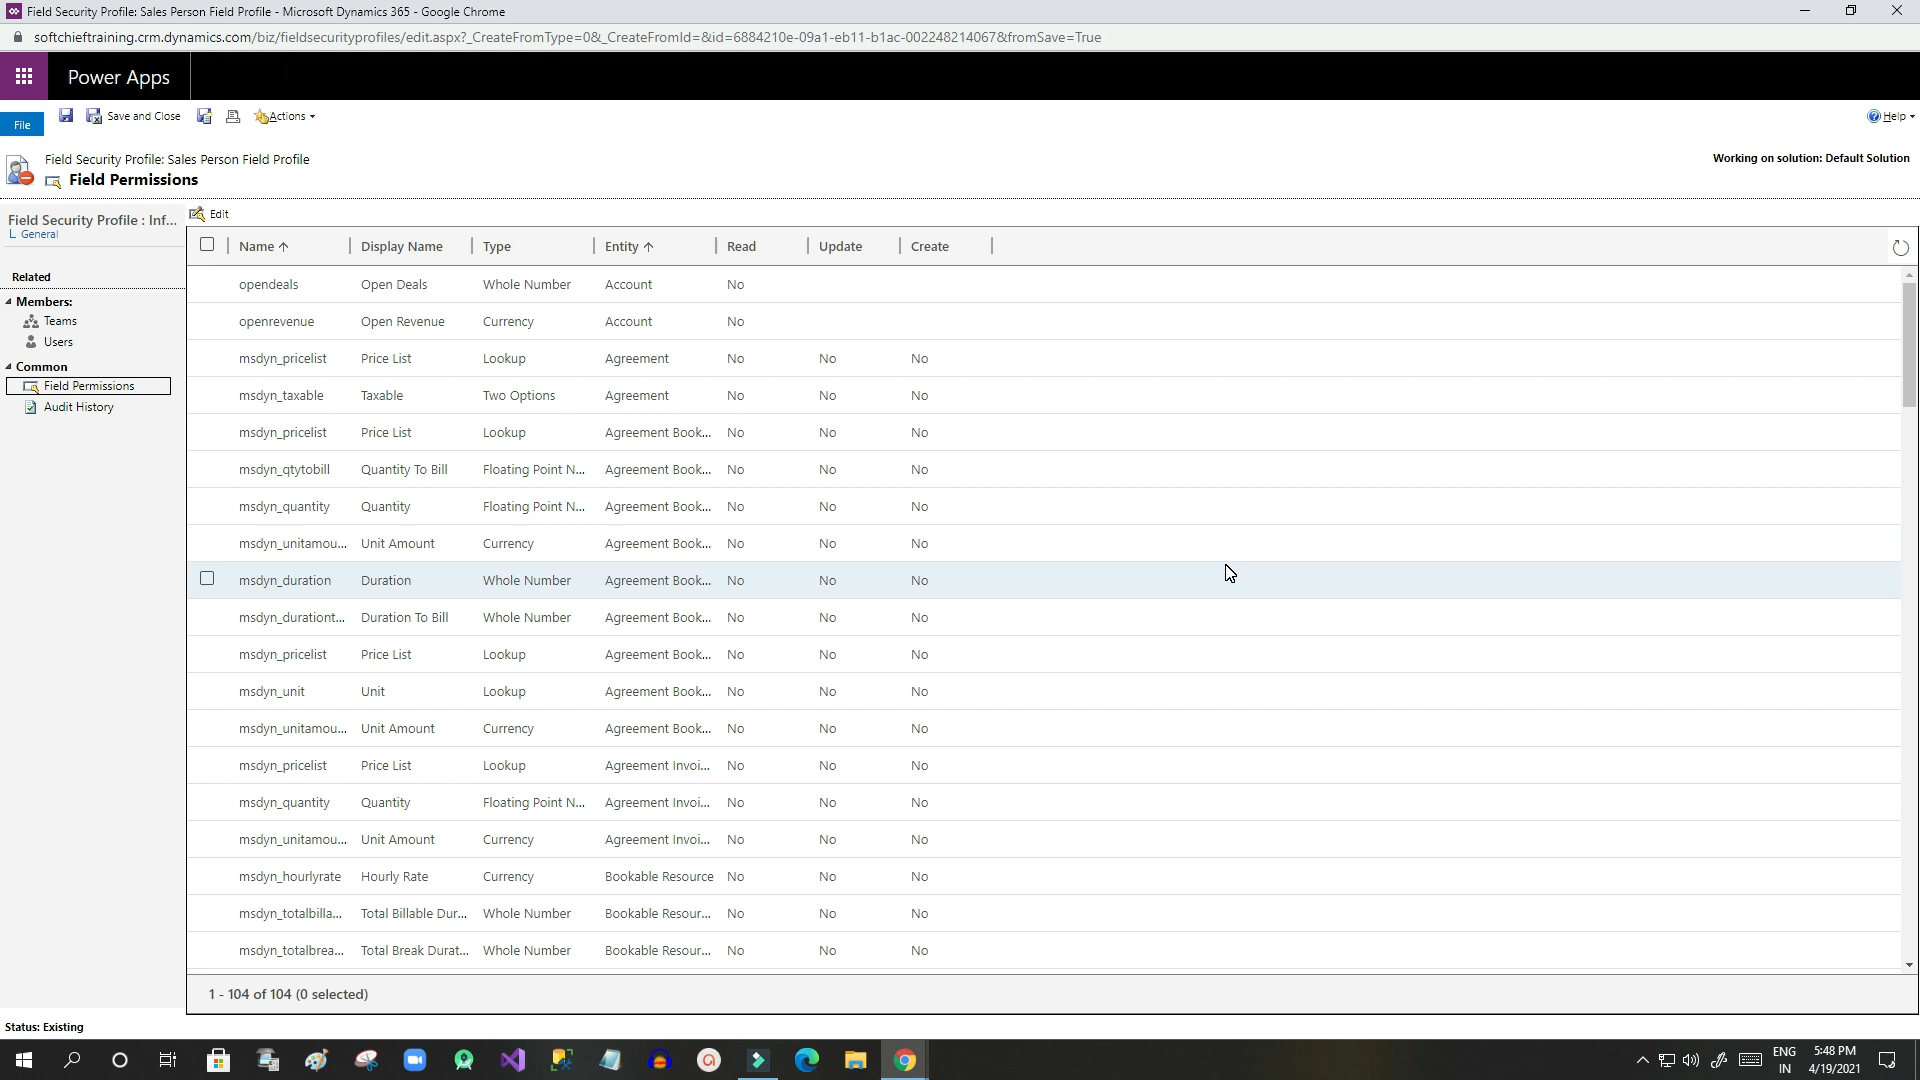 Field Security Profile: Sales Person Field Profile - Microsoft Dynamics 365 - Google Chrome
softchieftraining.crm.dynamics.com/biz/fieldsecurityprofiles/edit.aspx?_CreateFromType=0&_CreateFromId=&id=6884210e-09a1-eb11-b1ac-002248214067&fromSave=True
Power Apps
File Save and Close Actions Help
Field Security Profile: Sales Person Field Profile
Working on solution: Default Solution
Field Permissions
Field Security Profile : Inf...
General
Related
Members:
Teams
Users
Common
Field Permissions
Audit History
Edit
Name Display Name Type Entity Read Update Create
opendeals Open Deals Whole Number Account No
openrevenue Open Revenue Currency Account No
msdyn_pricelist Price List Lookup Agreement No No No
msdyn_taxable Taxable Two Options Agreement No No No
msdyn_pricelist Price List Lookup Agreement Book... No No No
msdyn_qtytobill Quantity To Bill Floating Point N... Agreement Book... No No No
msdyn_quantity Quantity Floating Point N... Agreement Book... No No No
msdyn_unitamou... Unit Amount Currency Agreement Book... No No No
msdyn_duration Duration Whole Number Agreement Book... No No No
msdyn_durationt... Duration To Bill Whole Number Agreement Book... No No No
msdyn_pricelist Price List Lookup Agreement Book... No No No
msdyn_unit Unit Lookup Agreement Book... No No No
msdyn_unitamou... Unit Amount Currency Agreement Book... No No No
msdyn_pricelist Price List Lookup Agreement Invoi... No No No
msdyn_quantity Quantity Floating Point N... Agreement Invoi... No No No
msdyn_unitamou... Unit Amount Currency Agreement Invoi... No No No
msdyn_hourlyrate Hourly Rate Currency Bookable Resource No No No
msdyn_totalbilla... Total Billable Dur... Whole Number Bookable Resour... No No No
msdyn_totalbrea... Total Break Durat... Whole Number Bookable Resour... No No No
1 - 104 of 104 (0 selected)
Status: Existing
ENG
IN
5:48 PM
4/19/2021